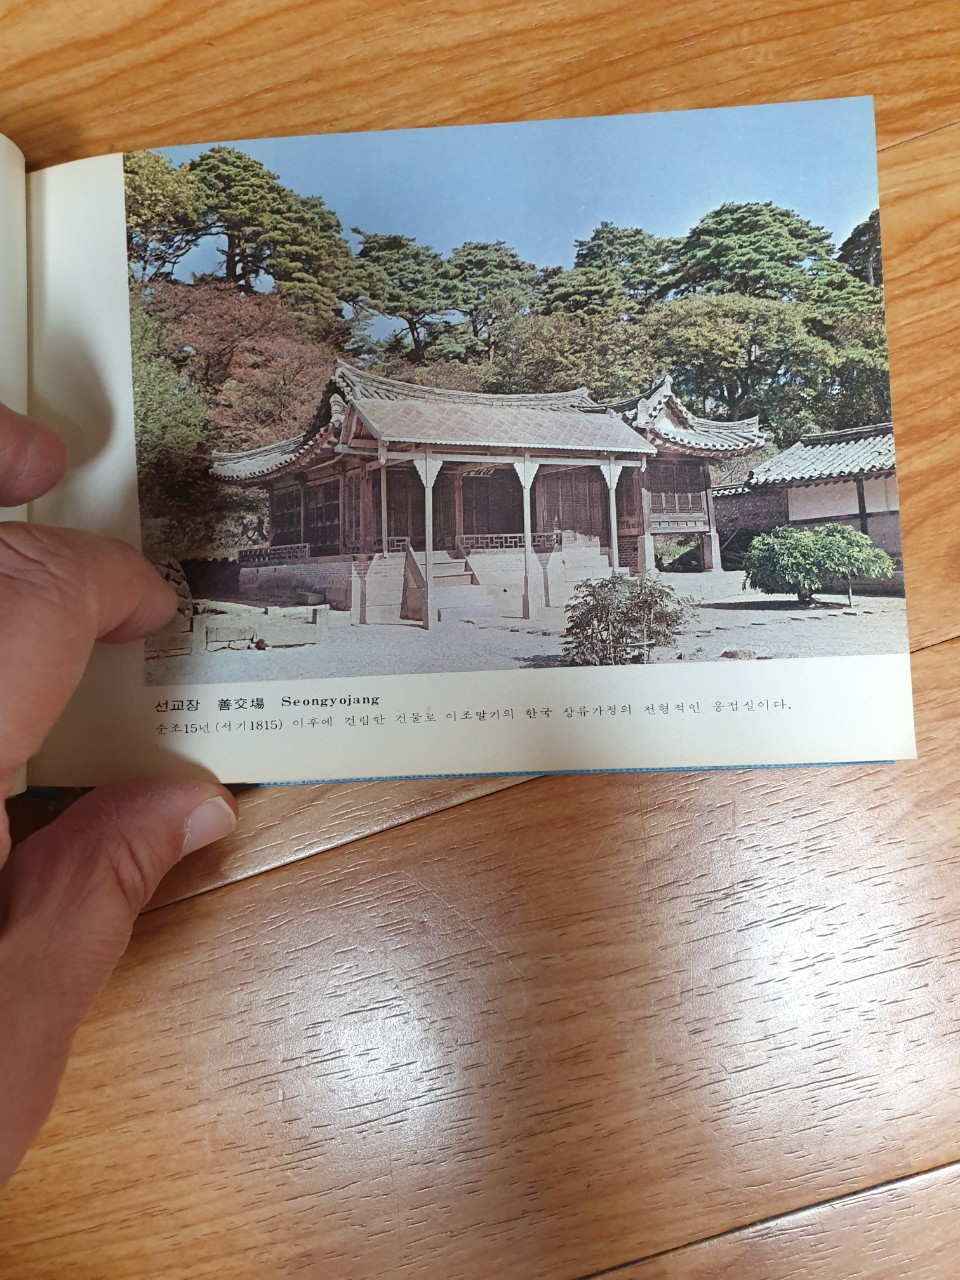 선교장 善交場 Seongyojang
순조15년 (서기1815) 이후에 건립한 건물로 이조말기의 한국 상류가정의 전형적인 응접실이다.